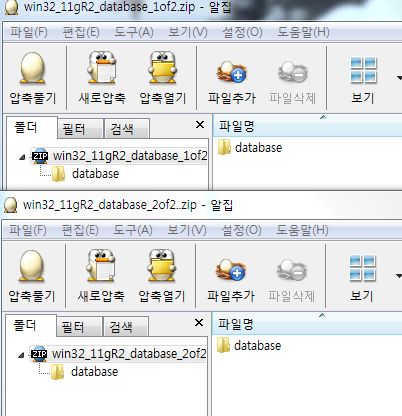 win32_11gR2_database_1of2.zip - 알집
파일(F) 편집(E) 도구(A) 보기(V) 설정(O) 도움말(H)
압축풀기 새로압축 압축열기 파일추가 파일삭제 보기
폴더 필터 검색 × 파일명
win32_11gR2_database_1of2 database
database
win32_11gR2_database_2of2..zip - 알집
파일(F) 편집(E) 도구(A) 보기(V) 설정(O) 도움말(H)
압축풀기 새로압축 압축열기 파일추가 파일삭제 보기
폴더 필터 검색 × 파일명
win32_11gR2_database_2of2 database
database